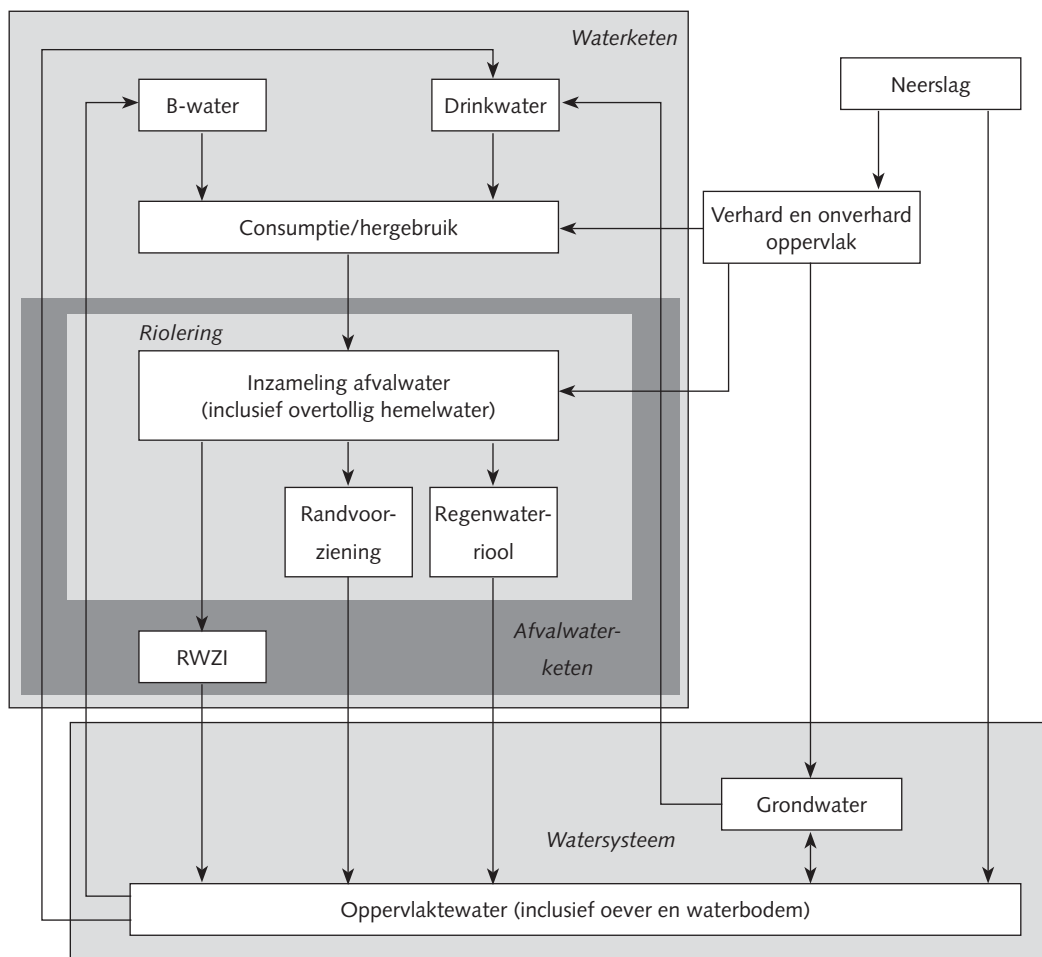 Waterketen
Neerslag
B-water
Drinkwater
Verhard en onverhard
oppervlak
Consumptie/hergebruik
Riolering
Inzameling afvalwater
(inclusief overtollig hemelwater)
Randvoor-
ziening
Regenwater-
riool
Afvalwater-
keten
RWZI
Grondwater
Watersysteem
Oppervlaktewater (inclusief oever en waterbodem)